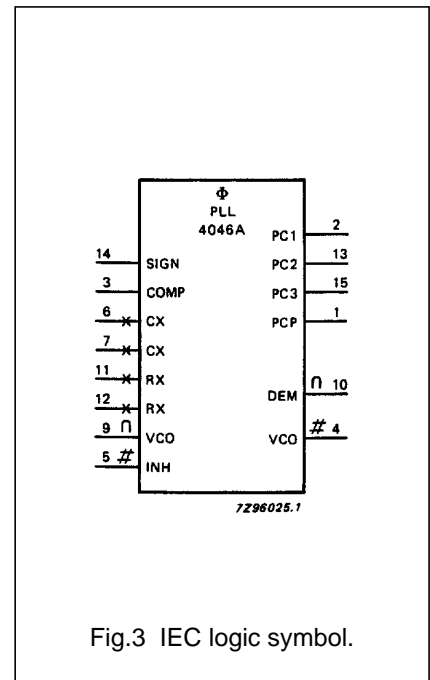 Φ
PLL
4046A
14 SIGN
3 COMP
6 CX
7 CX
11 RX
12 RX
9 ∩ VCO
5 # INH
PC1 2
PC2 13
PC3 15
PCP 1
DEM ∩ 10
VCO # 4
7Z96025.1
Fig.3 IEC logic symbol.